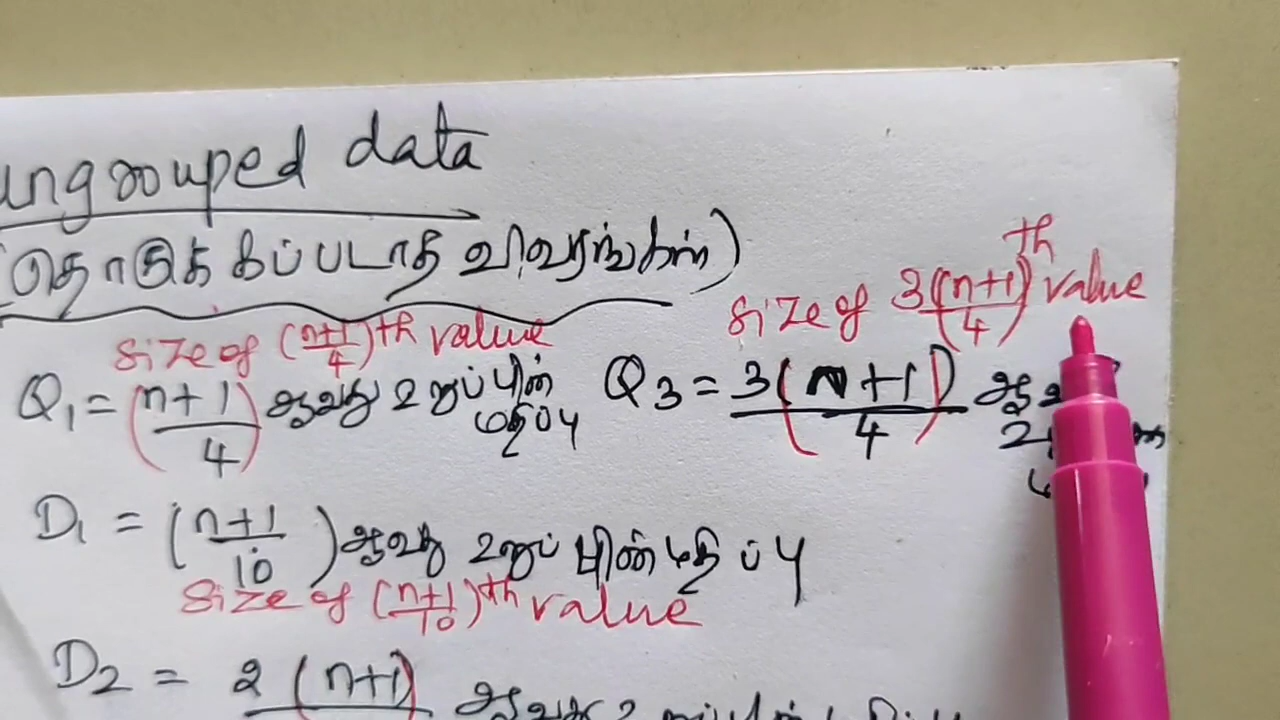 ungrouped data
(தொகுக்கப்படாத விவரங்கள்)
size of (n+1/4)th value
Q1 = (n+1/4) ஆவது உறுப்பின் மதிப்பு
size of 3(n+1/4)th value
Q3 = 3(n+1)/4
D1 = (n+1/10) ஆவது உறுப்பின் மதிப்பு
size of (n+1/10)th value
D2 = 2(n+1) ஆவது உறுப்பின்